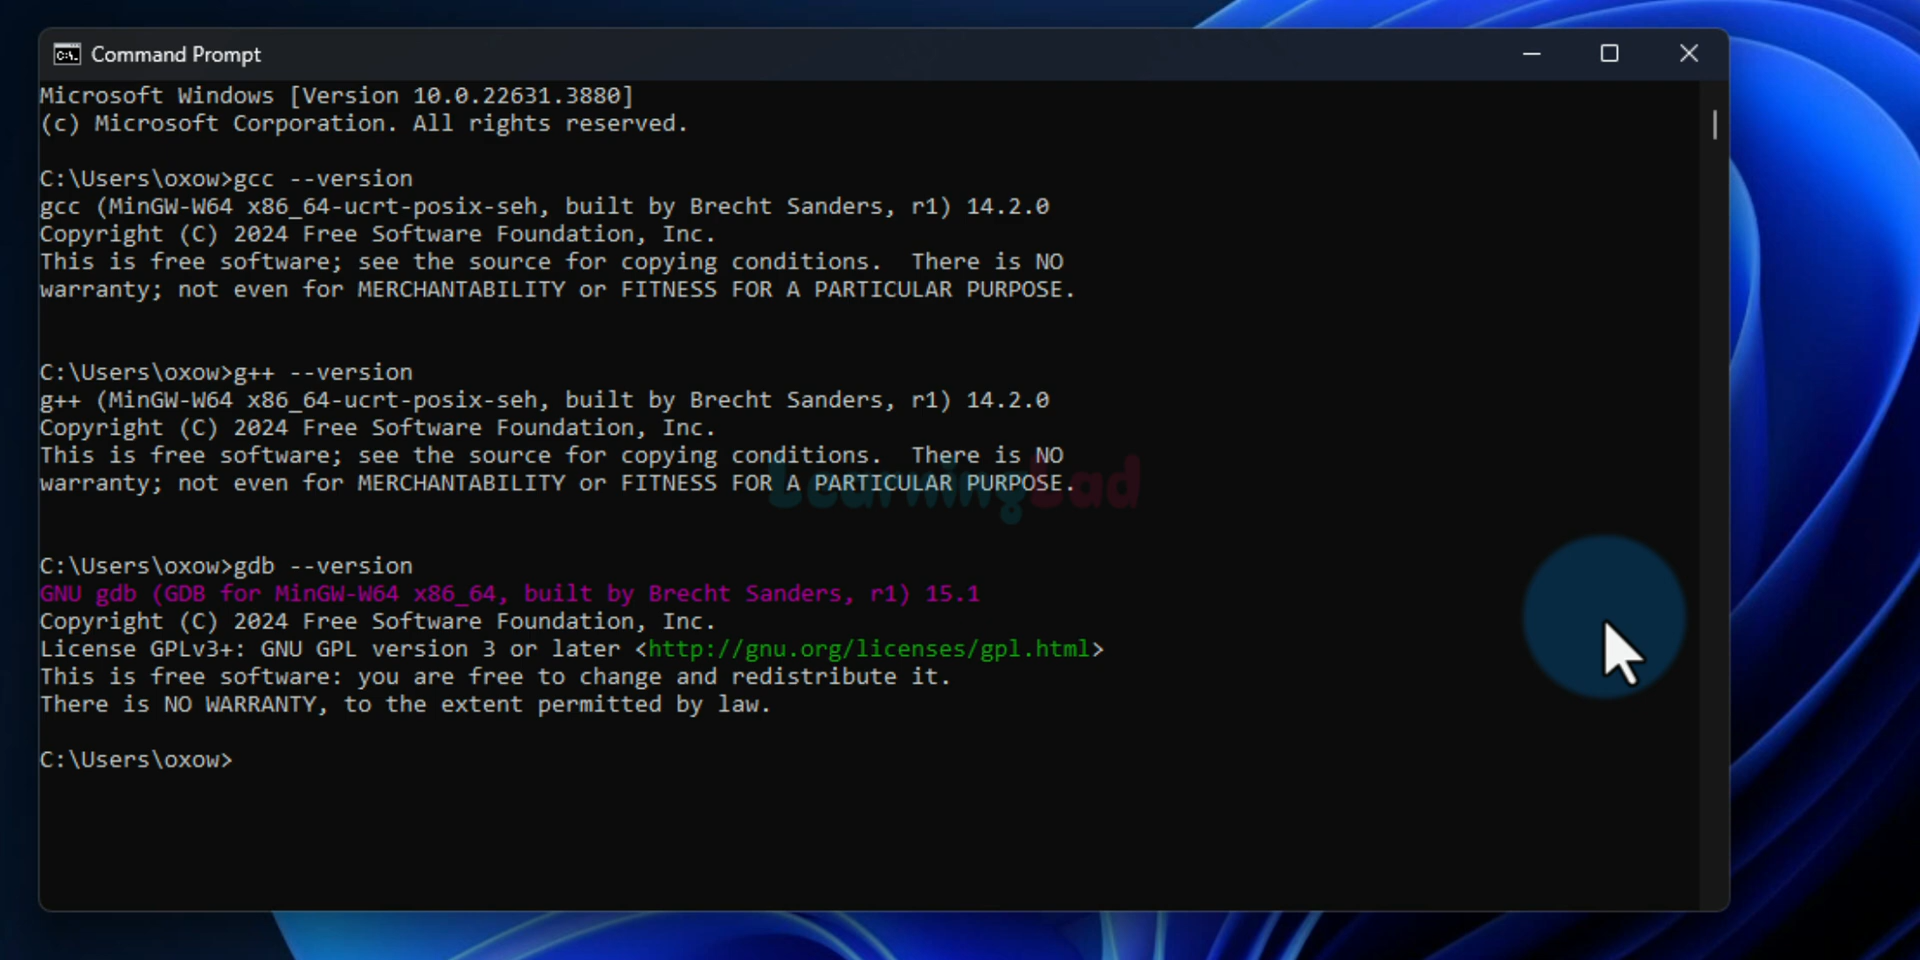 Command Prompt
Microsoft Windows [Version 10.0.22631.3880]
(c) Microsoft Corporation. All rights reserved.
C:\Users\oxow>gcc --version
gcc (MinGW-W64 x86_64-ucrt-posix-seh, built by Brecht Sanders, r1) 14.2.0
Copyright (C) 2024 Free Software Foundation, Inc.
This is free software; see the source for copying conditions.  There is NO
warranty; not even for MERCHANTABILITY or FITNESS FOR A PARTICULAR PURPOSE.
C:\Users\oxow>g++ --version
g++ (MinGW-W64 x86_64-ucrt-posix-seh, built by Brecht Sanders, r1) 14.2.0
Copyright (C) 2024 Free Software Foundation, Inc.
This is free software; see the source for copying conditions.  There is NO
warranty; not even for MERCHANTABILITY or FITNESS FOR A PARTICULAR PURPOSE.
LearningLad
C:\Users\oxow>gdb --version
GNU gdb (GDB for MinGW-W64 x86_64, built by Brecht Sanders, r1) 15.1
Copyright (C) 2024 Free Software Foundation, Inc.
License GPLv3+: GNU GPL version 3 or later <http://gnu.org/licenses/gpl.html>
This is free software: you are free to change and redistribute it.
There is NO WARRANTY, to the extent permitted by law.
C:\Users\oxow>